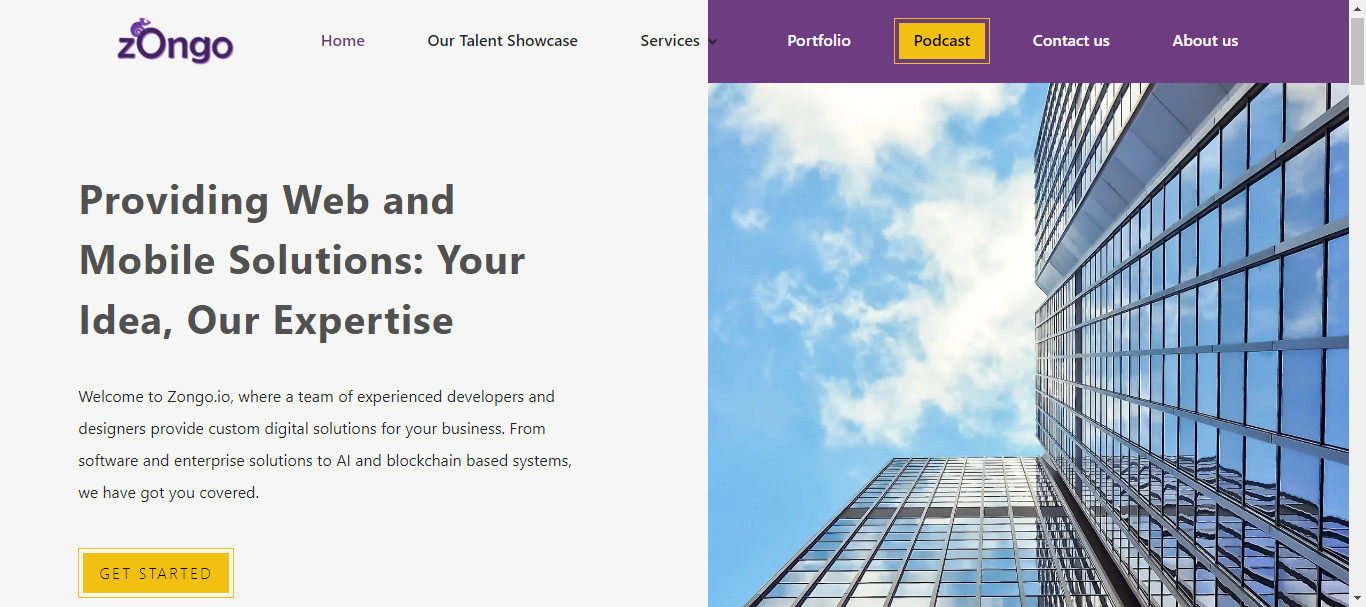 zOngo
Home
Our Talent Showcase
Services
Portfolio
Podcast
Contact us
About us
Providing Web and
Mobile Solutions: Your
Idea, Our Expertise
Welcome to Zongo.io, where a team of experienced developers and
designers provide custom digital solutions for your business. From
software and enterprise solutions to AI and blockchain based systems,
we have got you covered.
GET STARTED